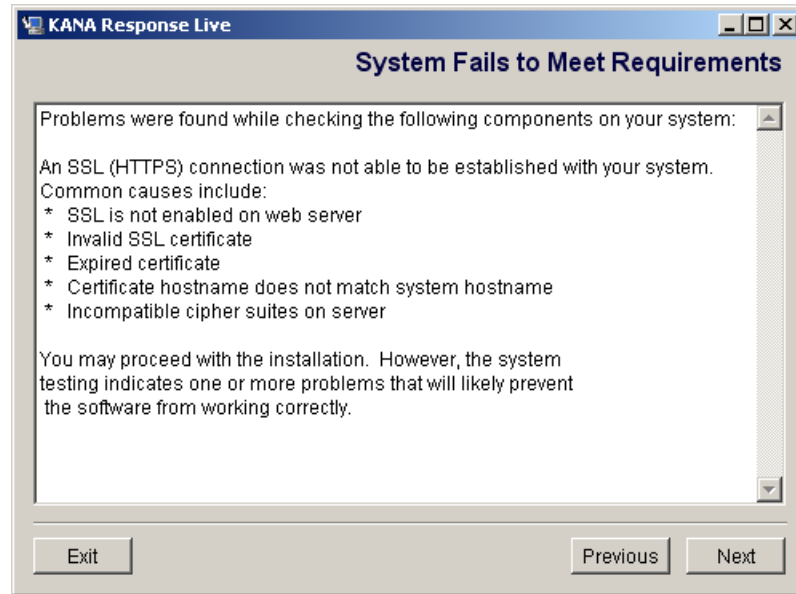 KANA Response Live
System Fails to Meet Requirements
Problems were found while checking the following components on your system:
An SSL (HTTPS) connection was not able to be established with your system.
Common causes include:
* SSL is not enabled on web server
* Invalid SSL certificate
* Expired certificate
* Certificate hostname does not match system hostname
* Incompatible cipher suites on server
You may proceed with the installation. However, the system
testing indicates one or more problems that will likely prevent
the software from working correctly.
Exit
Previous
Next